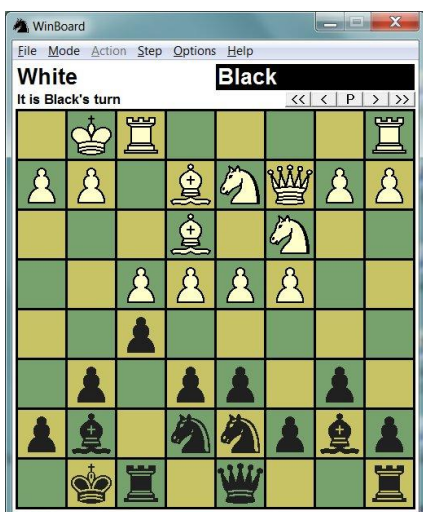 WinBoard
File Mode Action Step Options Help
White Black
It is Black's turn << < P > >>